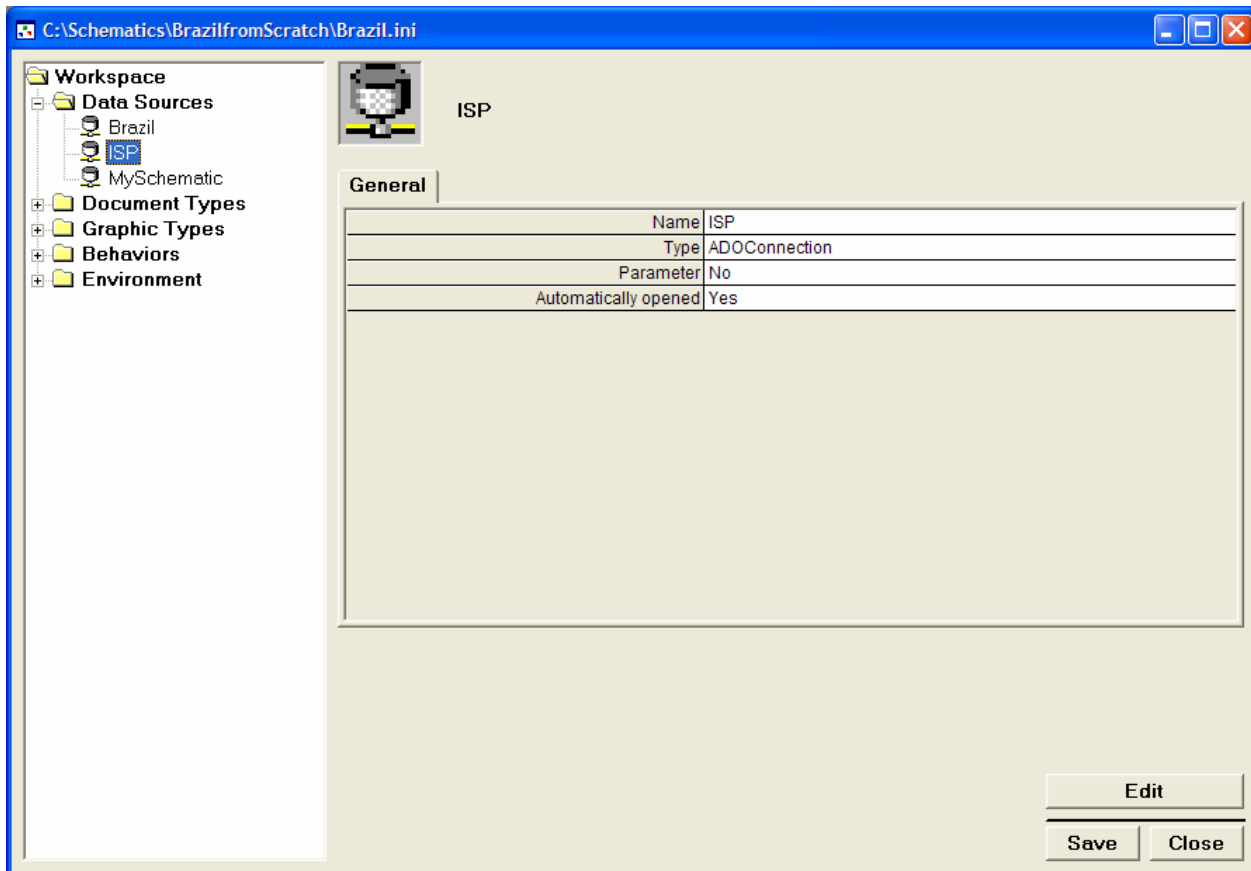 C:\Schematics\BrazilfromScratch\Brazil.ini
Workspace
Data Sources
Brazil
ISP
MySchematic
Document Types
Graphic Types
Behaviors
Environment
ISP
General
Name ISP
Type ADOConnection
Parameter No
Automatically opened Yes
Edit
Save Close